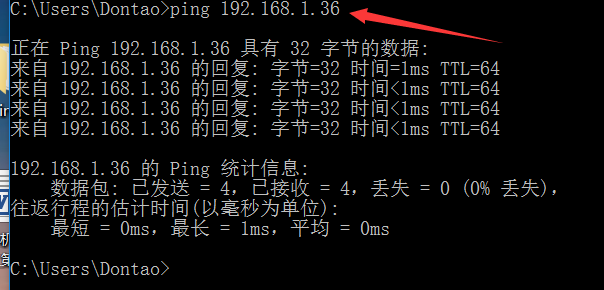 C:\Users\Dontao>ping 192.168.1.36
正在 Ping 192.168.1.36 具有 32 字节的数据:
来自 192.168.1.36 的回复: 字节=32 时间=1ms TTL=64
来自 192.168.1.36 的回复: 字节=32 时间<1ms TTL=64
来自 192.168.1.36 的回复: 字节=32 时间<1ms TTL=64
来自 192.168.1.36 的回复: 字节=32 时间<1ms TTL=64
192.168.1.36 的 Ping 统计信息:
数据包: 已发送 = 4，已接收 = 4，丢失 = 0 (0% 丢失)，
往返行程的估计时间(以毫秒为单位):
最短 = 0ms，最长 = 1ms，平均 = 0ms
C:\Users\Dontao>